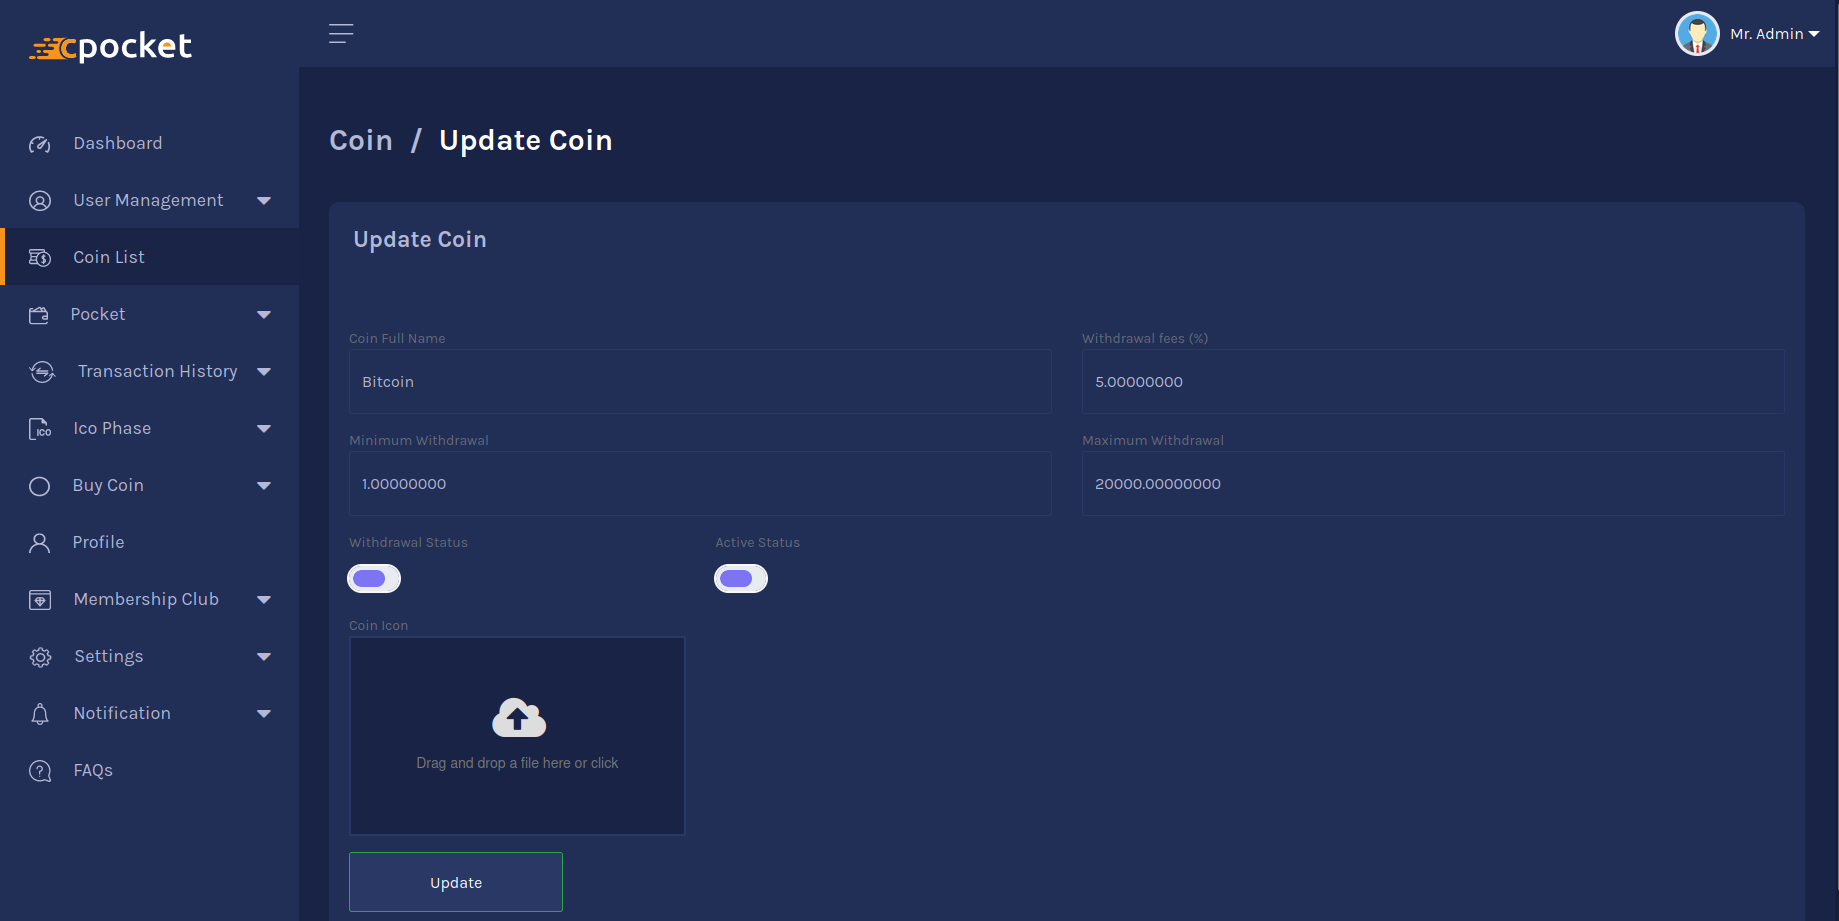 cpocket
Mr. Admin
Dashboard
User Management
Coin List
Pocket
Transaction History
Ico Phase
ICO
Buy Coin
Profile
Membership Club
Settings
Notification
FAQs
Coin / Update Coin
Update Coin
Coin Full Name
Bitcoin
Withdrawal fees (%)
5.00000000
Minimum Withdrawal
1.00000000
Maximum Withdrawal
20000.00000000
Withdrawal Status
Active Status
Coin Icon
Drag and drop a file here or click
Update